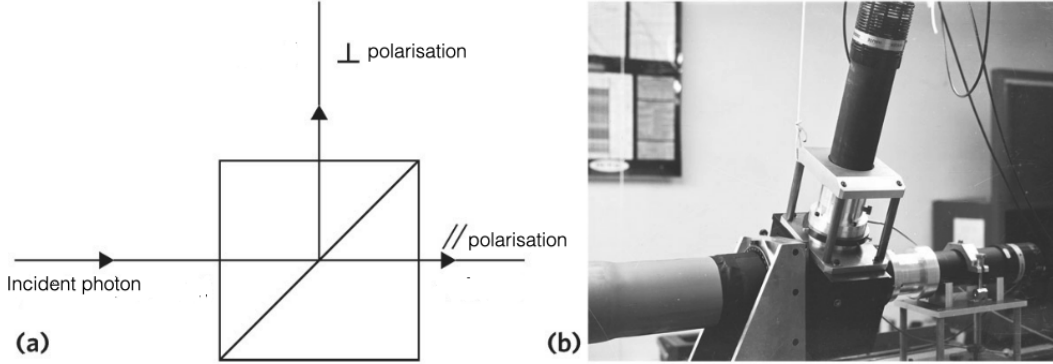 ⊥ polarisation
// polarisation
Incident photon
(a)
(b)